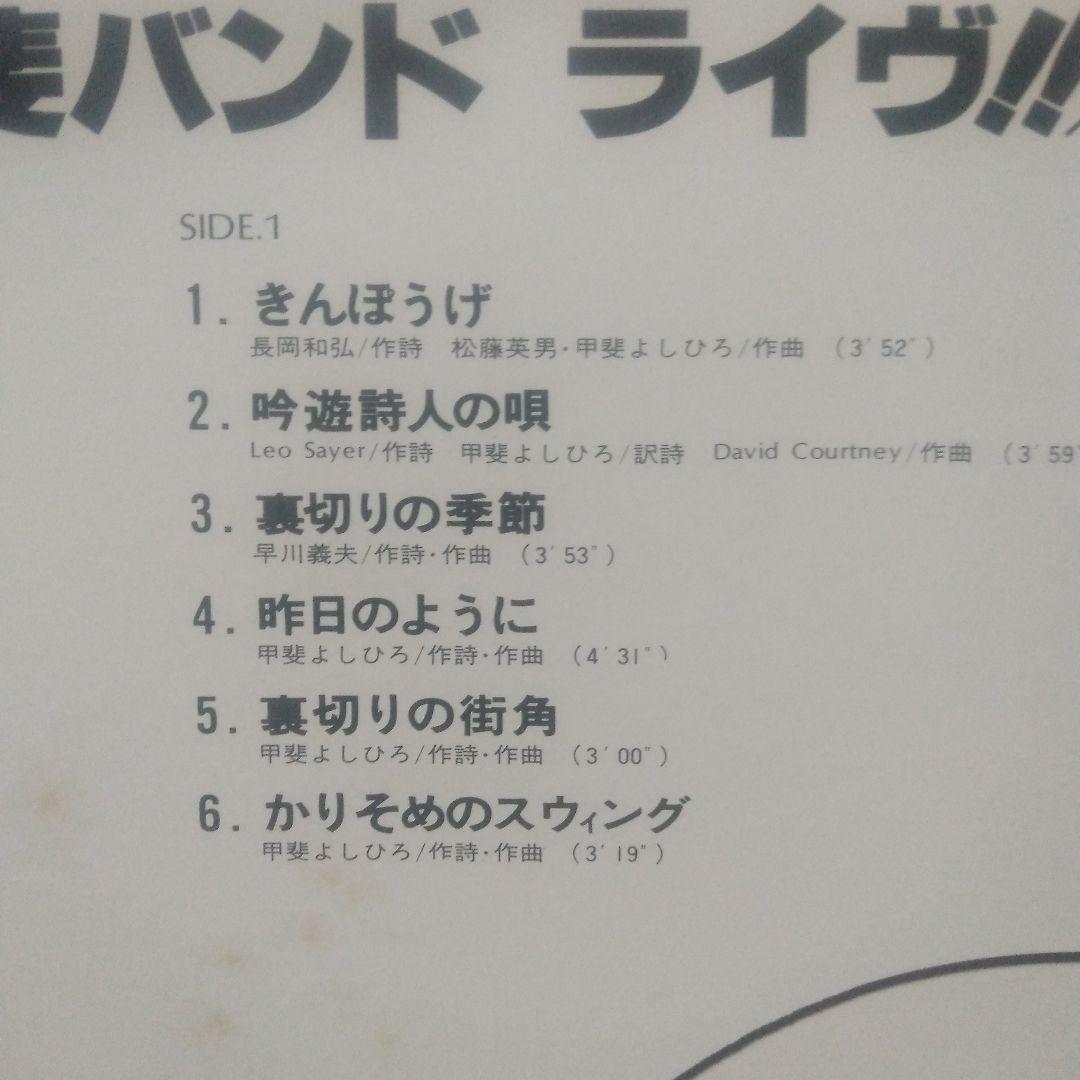 斐バンド ライヴ!!
SIDE.1
1. きんぽうげ
長岡和弘/作詩 松藤英男・甲斐よしひろ/作曲 (3′52″)
2. 吟遊詩人の唄
Leo Sayer/作詩 甲斐よしひろ/訳詩 David Courtney/作曲 (3′59″
3. 裏切りの季節
早川義夫/作詩・作曲 (3′53″)
4. 昨日のように
甲斐よしひろ/作詩・作曲 (4′31″)
5. 裏切りの街角
甲斐よしひろ/作詩・作曲 (3′00″)
6. かりそめのスウィング
甲斐よしひろ/作詩・作曲 (3′19″)